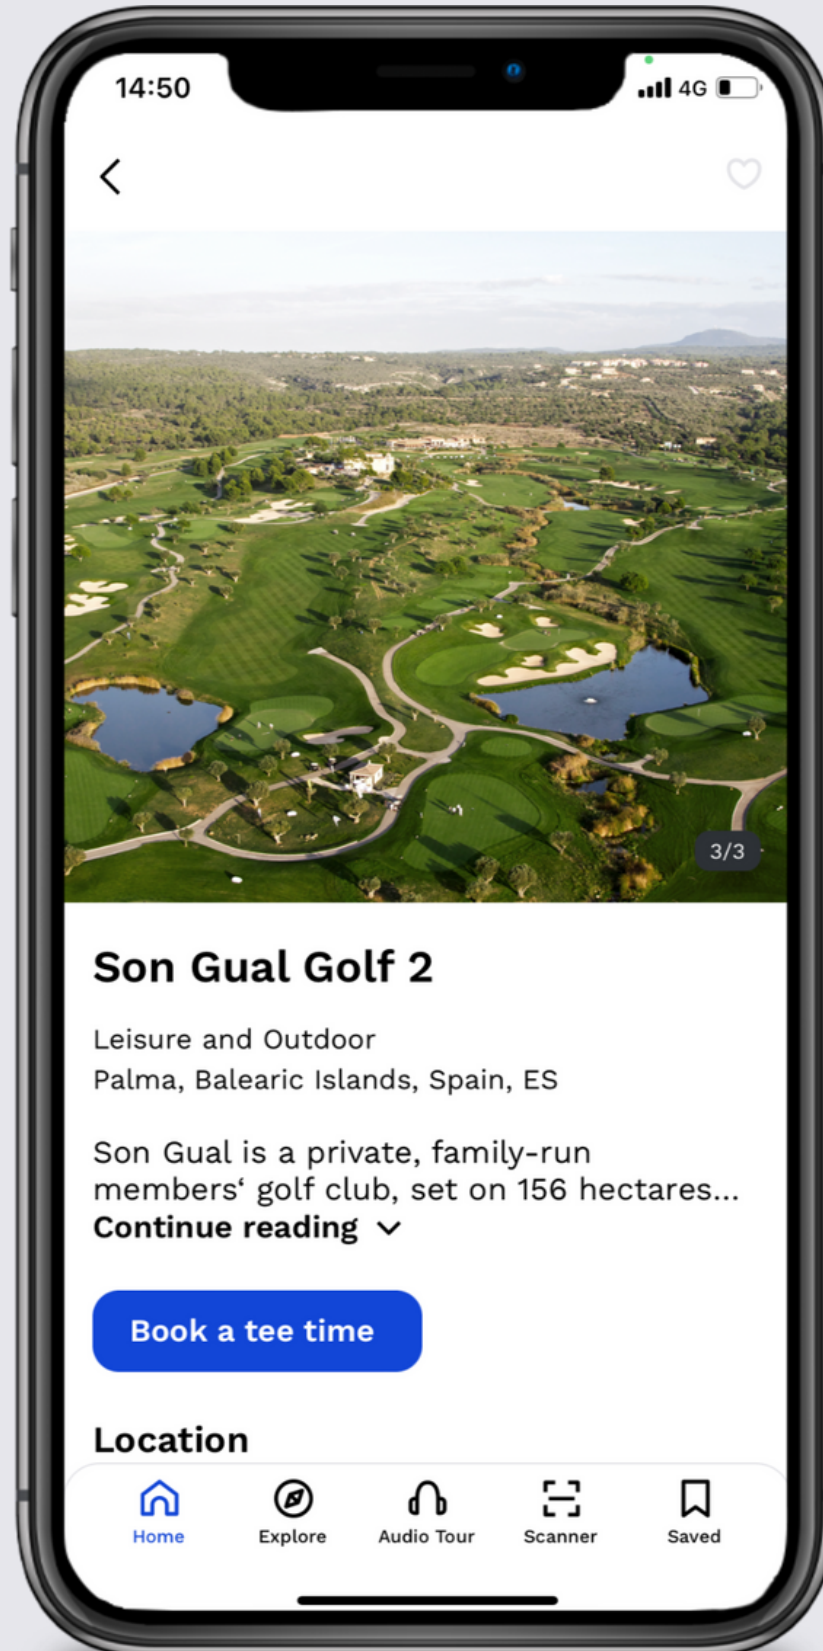 14:50
4G
3/3
Son Gual Golf 2
Leisure and Outdoor
Palma, Balearic Islands, Spain, ES
Son Gual is a private, family-run
members‘ golf club, set on 156 hectares...
Continue reading
Book a tee time
Location
Home
Explore
Audio Tour
Scanner
Saved